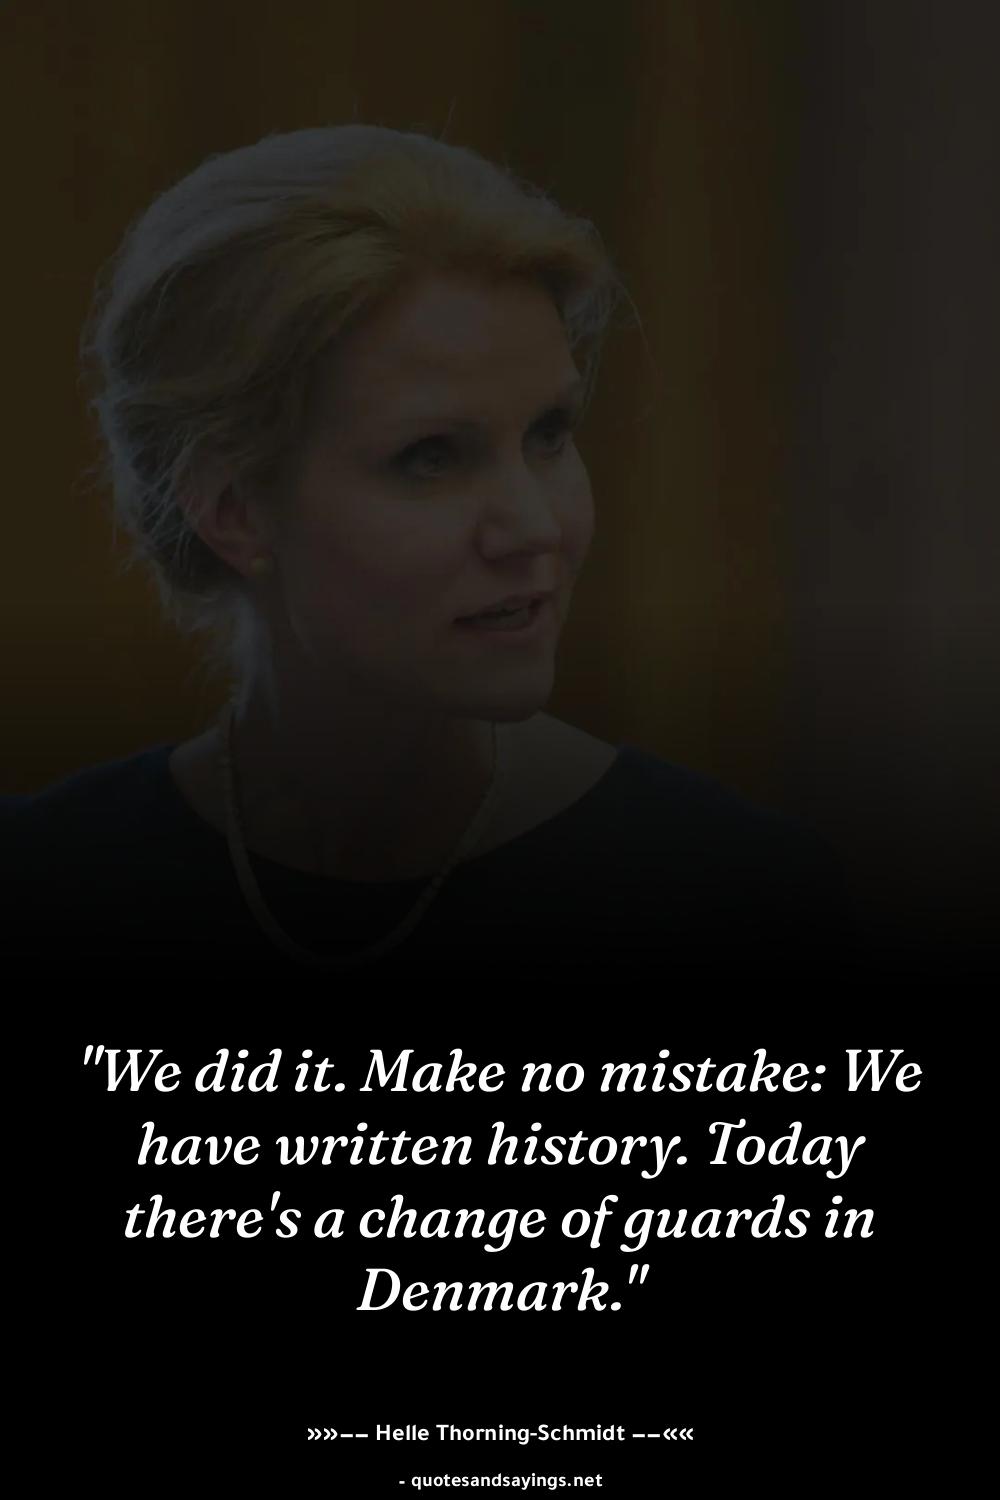 "We did it. Make no mistake: We
have written history. Today
there's a change of guards in
Denmark."
»»−− Helle Thorning-Schmidt −−««
- quotesandsayings.net